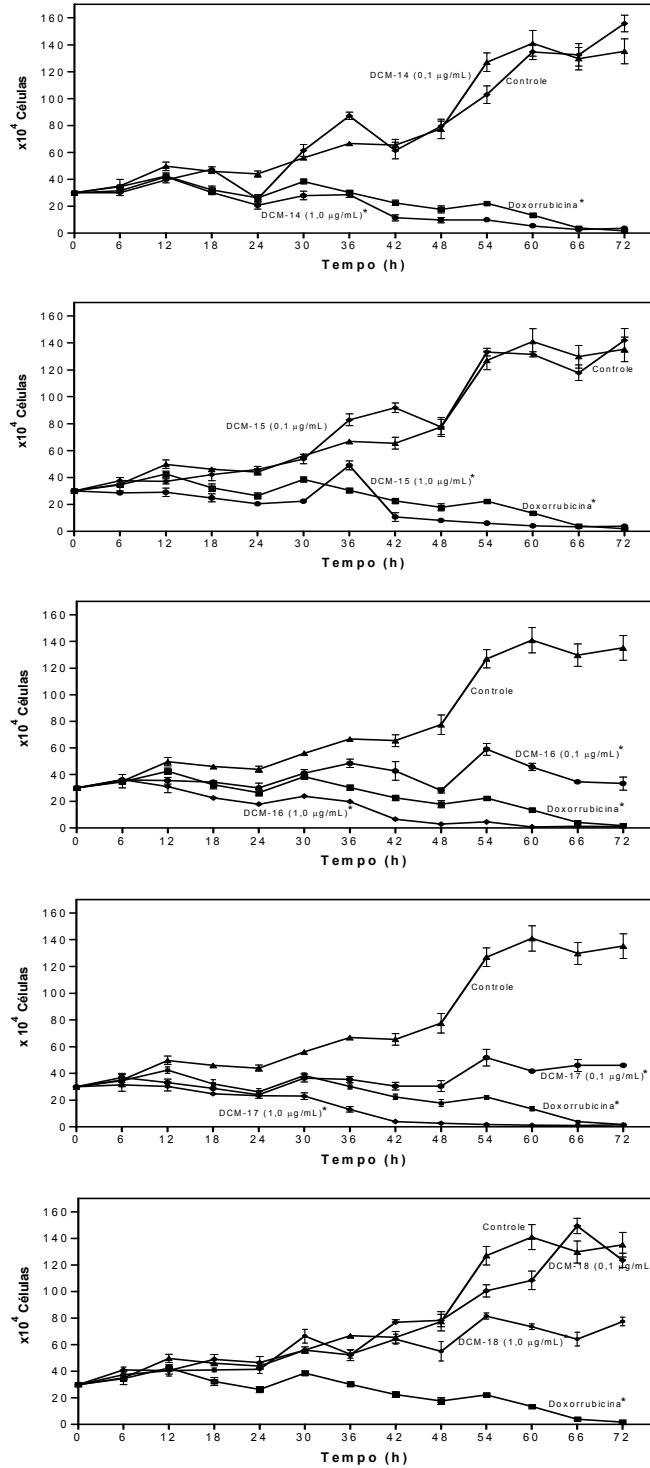 160
140
120
100
80
60
40
20
0
x10⁴ Células
DCM-14 (0,1 µg/mL)
Controle
Doxorrubicina*
DCM-14 (1,0 µg/mL)*
0 6 12 18 24 30 36 42 48 54 60 66 72
Tempo (h)
160
140
120
100
80
60
40
20
0
x10⁴ Células
Controle
DCM-15 (0,1 µg/mL)
DCM-15 (1,0 µg/mL)*
Doxorrubicina*
0 6 12 18 24 30 36 42 48 54 60 66 72
Tempo (h)
160
140
120
100
80
60
40
20
0
x10⁴ Células
Controle
DCM-16 (0,1 µg/mL)*
Doxorrubicina*
DCM-16 (1,0 µg/mL)*
0 6 12 18 24 30 36 42 48 54 60 66 72
Tempo (h)
160
140
120
100
80
60
40
20
0
x 10⁴ Células
Controle
DCM-17 (0,1 µg/mL)*
Doxorrubicina*
DCM-17 (1,0 µg/mL)*
0 6 12 18 24 30 36 42 48 54 60 66 72
Tempo (h)
160
140
120
100
80
60
40
20
0
x10⁴ Células
Controle
DCM-18 (0,1 µg/mL
DCM-18 (1,0 µg/mL)
Doxorrubicina*
0 6 12 18 24 30 36 42 48 54 60 66 72
Tempo (h)